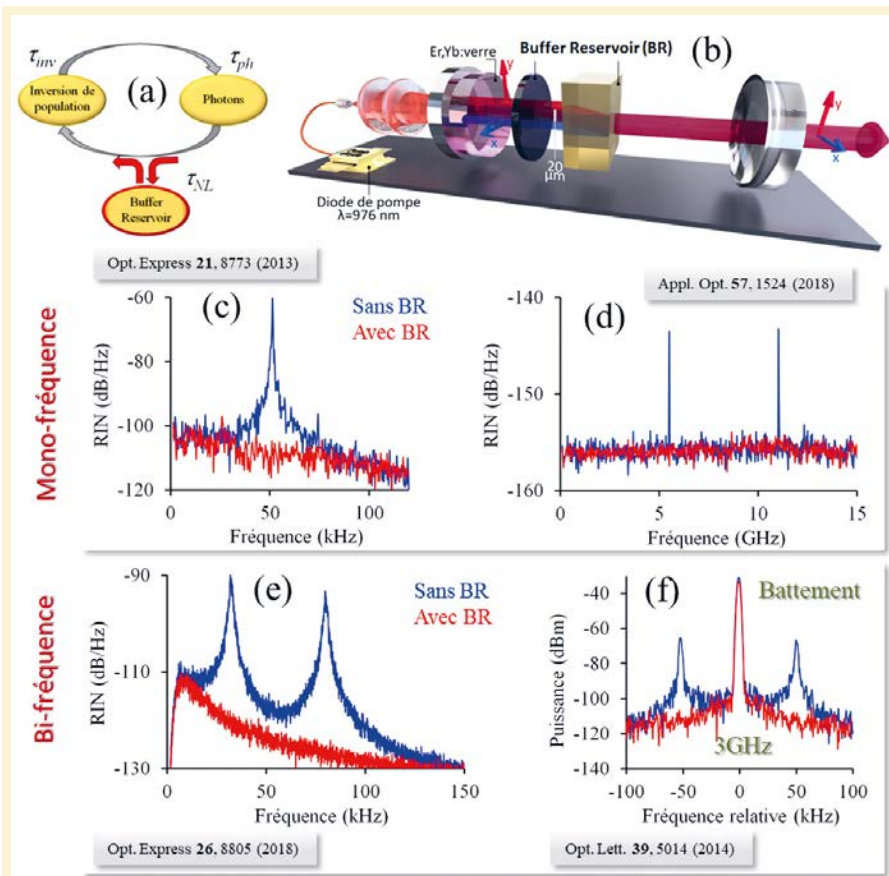 τinv
τph
(a)
Inversion de
population
Photons
τNL
Buffer
Reservoir
Opt. Express 21, 8773 (2013)
Er,Yb:verre
Buffer Reservoir (BR)
(b)
y
x
20
μm
y
x
Diode de pompe
λ=976 nm
Appl. Opt. 57, 1524 (2018)
Mono-fréquence
(c)
Sans BR
Avec BR
RIN (dB/Hz)
-60
-80
-100
-120
0 50 100
Fréquence (kHz)
(d)
RIN (dB/Hz)
-140
-150
-160
0 5 10 15
Fréquence (GHz)
Bi-fréquence
(e)
Sans BR
Avec BR
RIN (dB/Hz)
-90
-110
-130
0 50 100 150
Fréquence (kHz)
Opt. Express 26, 8805 (2018)
(f)
Battement
3GHz
Puissance (dBm)
-40
-60
-80
-100
-120
-140
-100 -50 0 50 100
Fréquence relative (kHz)
Opt. Lett. 39, 5014 (2014)